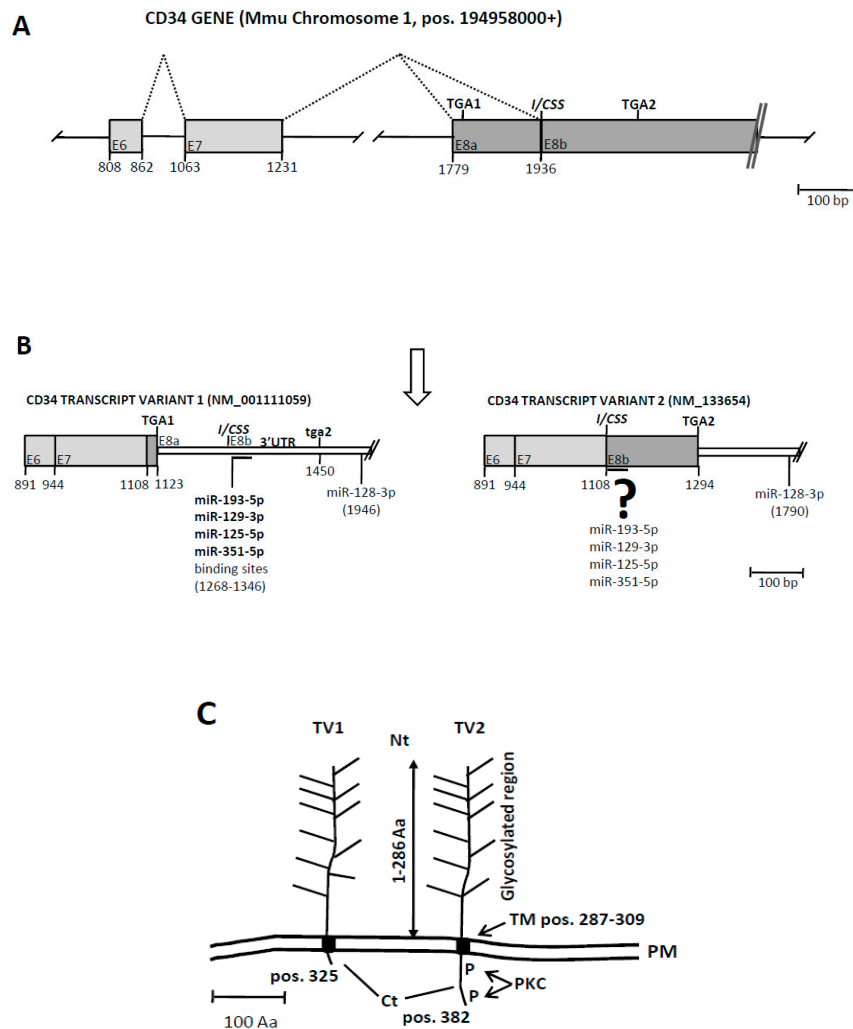 A
CD34 GENE (Mmu Chromosome 1, pos. 194958000+)
TGA1 I/CSS TGA2
E6 E7 E8a E8b
808 862 1063 1231 1779 1936
100 bp
B
CD34 TRANSCRIPT VARIANT 1 (NM_001111059)
TGA1
I/CSS
E8a E8b 3'UTR tga2
E6 E7
891 944 1108 1123 1450
miR-128-3p
(1946)
miR-193-5p
miR-129-3p
miR-125-5p
miR-351-5p
binding sites
(1268-1346)
CD34 TRANSCRIPT VARIANT 2 (NM_133654)
I/CSS TGA2
E6 E7 E8b
891 944 1108 1294
?
miR-128-3p
(1790)
miR-193-5p
miR-129-3p
miR-125-5p
miR-351-5p
100 bp
C
TV1 Nt TV2
1-286 Aa
Glycosylated region
TM pos. 287-309
PM
pos. 325
P
PKC
Ct
P
pos. 382
100 Aa